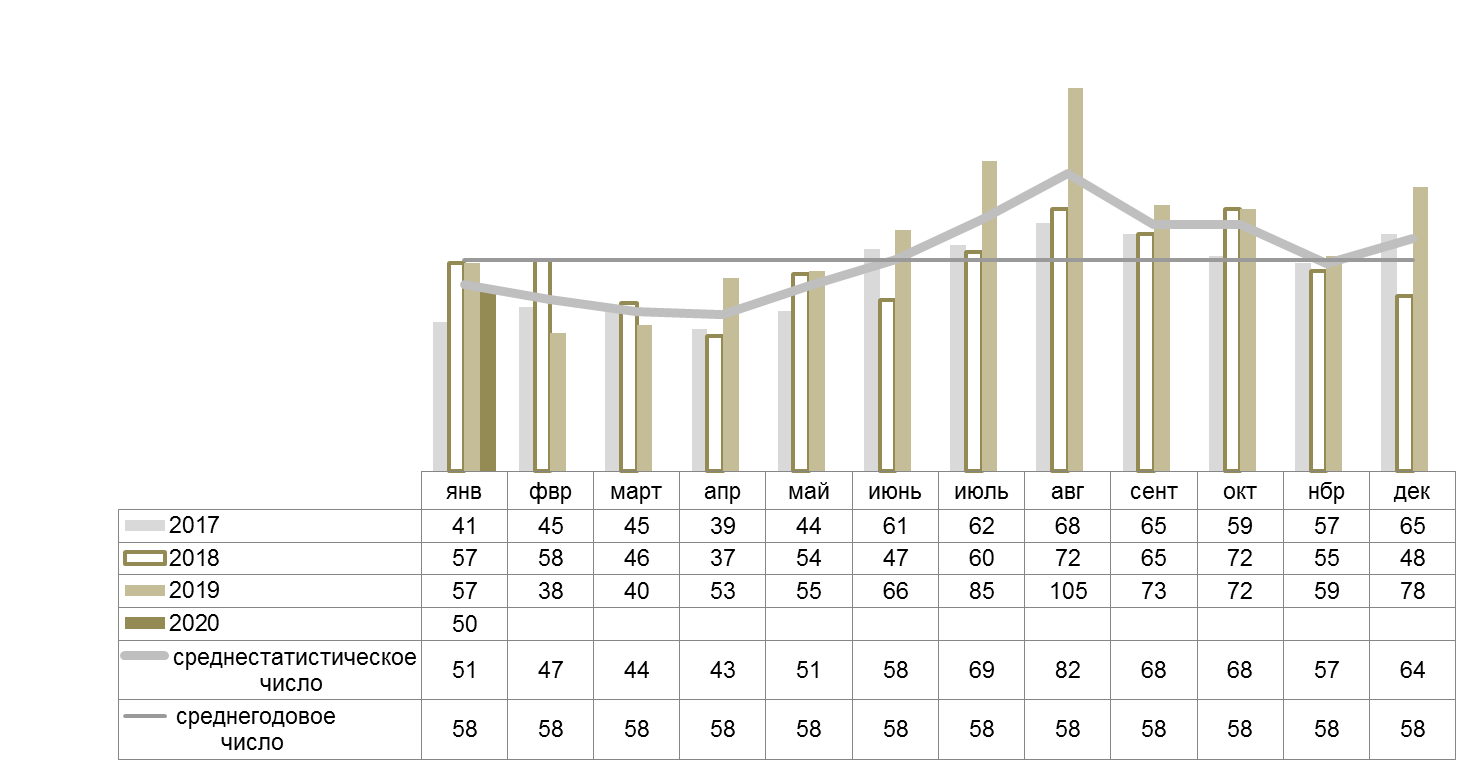 янв фвр март апр май июнь июль авг сент окт нбр дек
2017 41 45 45 39 44 61 62 68 65 59 57 65
2018 57 58 46 37 54 47 60 72 65 72 55 48
2019 57 38 40 53 55 66 85 105 73 72 59 78
2020 50
среднестатистическое
число 51 47 44 43 51 58 69 82 68 68 57 64
среднегодовое
число 58 58 58 58 58 58 58 58 58 58 58 58